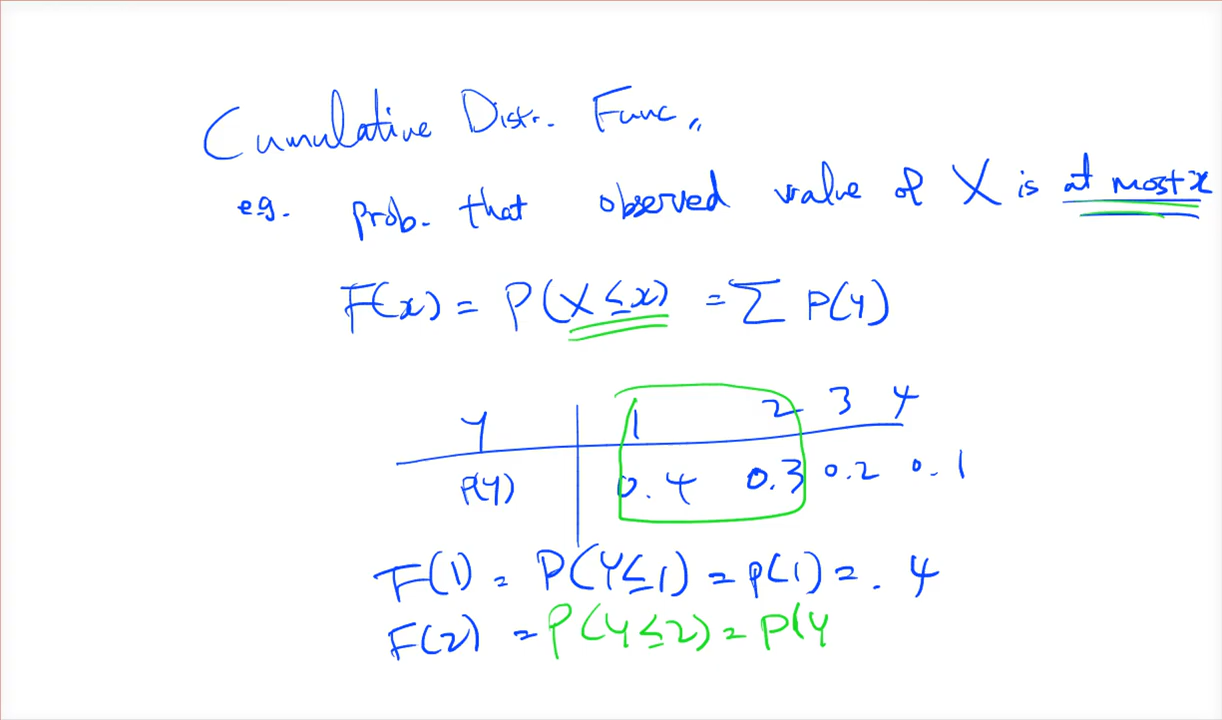 Cumulative Distr. Func.
e.g. prob. that observed value of X is at most x
F(x) = P(X ≤ x) = Σ P(y)
y 1 2 3 4
P(y) 0.4 0.3 0.2 0.1
F(1) = P(Y ≤ 1) = p(1) = .4
F(2) = P(Y ≤ 2) = P(Y